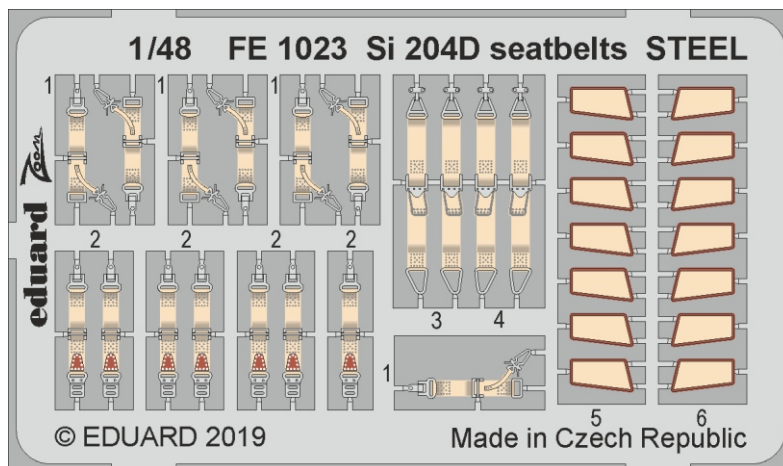 1/48 FE 1023 Si 204D seatbelts STEEL
eduard Zoom
1 1 1
2 2 2 2
3 4
1
5 6
© EDUARD 2019 Made in Czech Republic